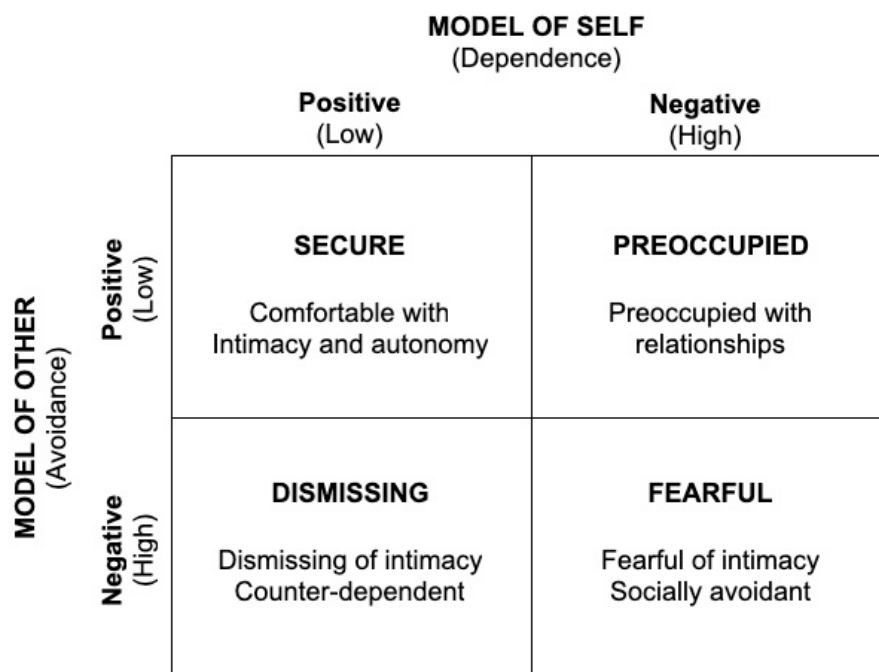 MODEL OF SELF
(Dependence)
Positive
(Low)
Negative
(High)
MODEL OF OTHER
(Avoidance)
Positive
(Low)
SECURE
Comfortable with
Intimacy and autonomy
PREOCCUPIED
Preoccupied with
relationships
Negative
(High)
DISMISSING
Dismissing of intimacy
Counter-dependent
FEARFUL
Fearful of intimacy
Socially avoidant